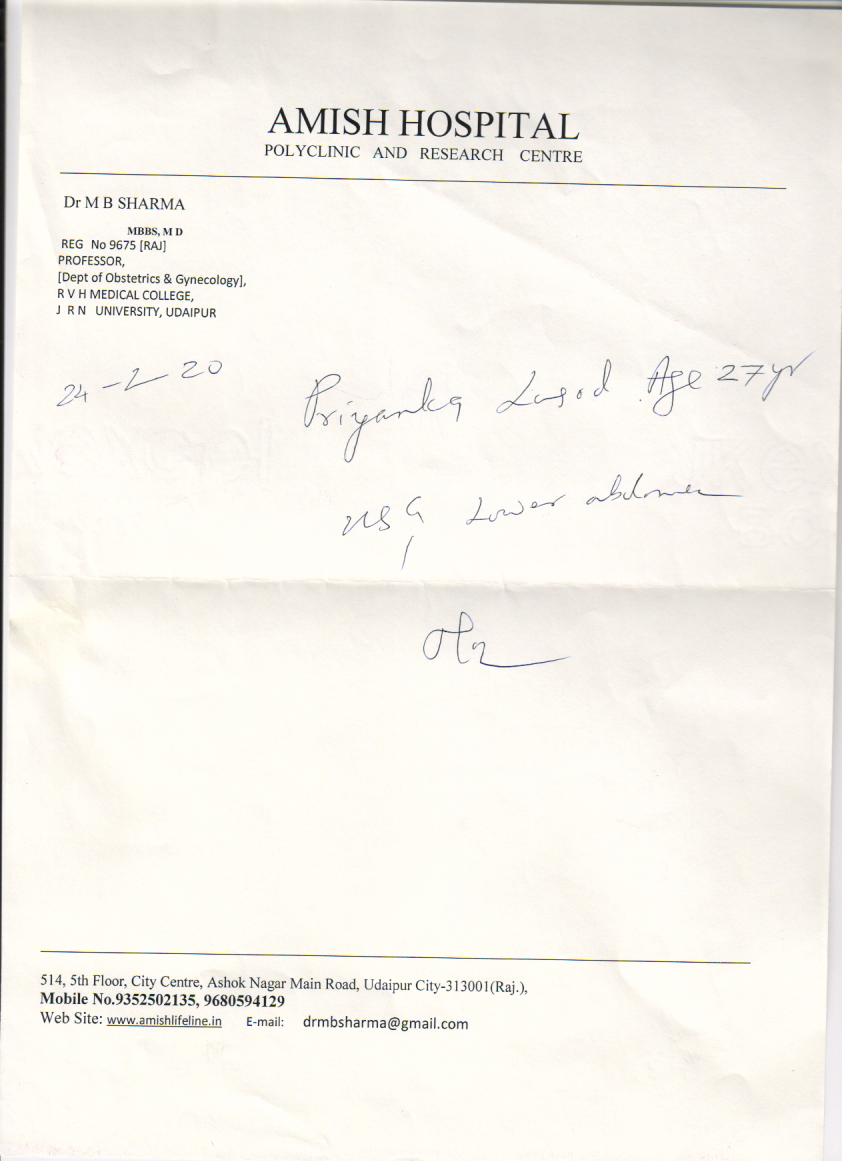 AMISH HOSPITAL
POLYCLINIC AND RESEARCH CENTRE
Dr M B SHARMA
MBBS, M D
REG No 9675 [RAJ]
PROFESSOR,
[Dept of Obstetrics & Gynecology],
R V H MEDICAL COLLEGE,
J R N UNIVERSITY, UDAIPUR
24-2-20
Priyanka Age 27yr
USG Lower abdomen
514, 5th Floor, City Centre, Ashok Nagar Main Road, Udaipur City-313001(Raj.),
Mobile No.9352502135, 9680594129
Web Site: www.amishlifeline.in E-mail: drmbsharma@gmail.com